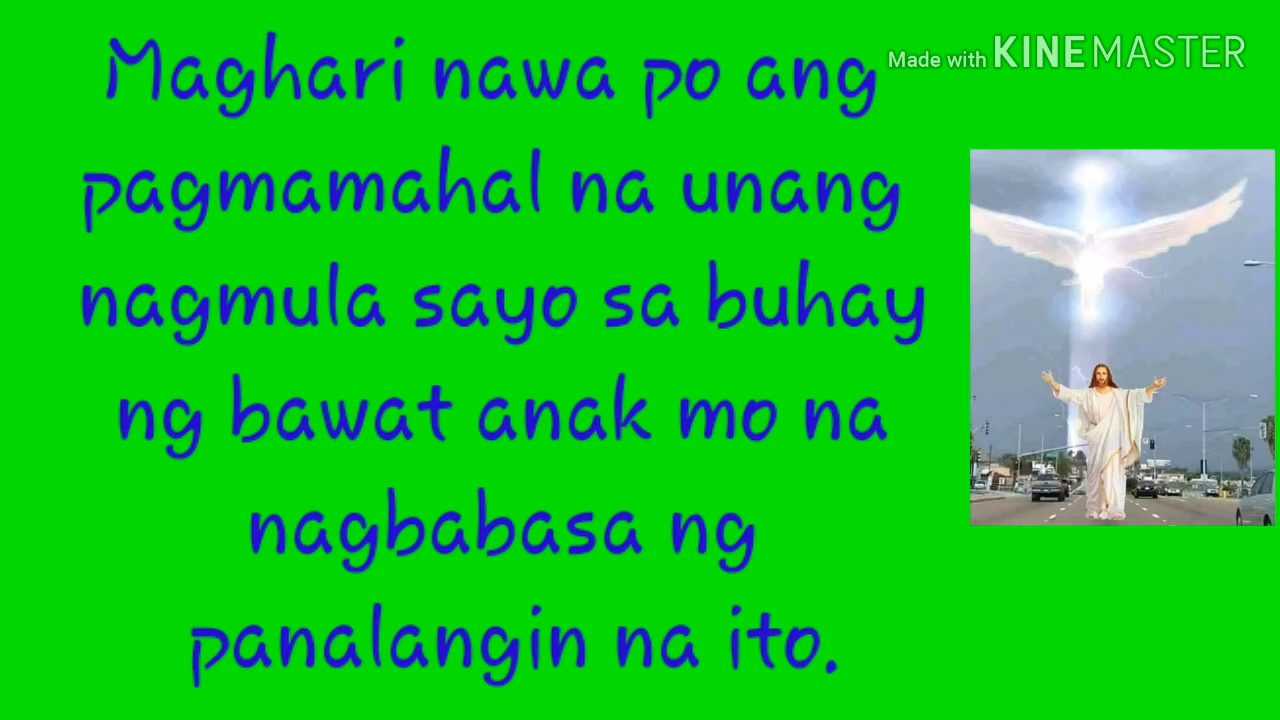 Made with KINEMASTER
Maghari nawa po ang
pagmamahal na unang
nagmula sayo sa buhay
ng bawat anak mo na
nagbabasa ng
panalangin na ito.